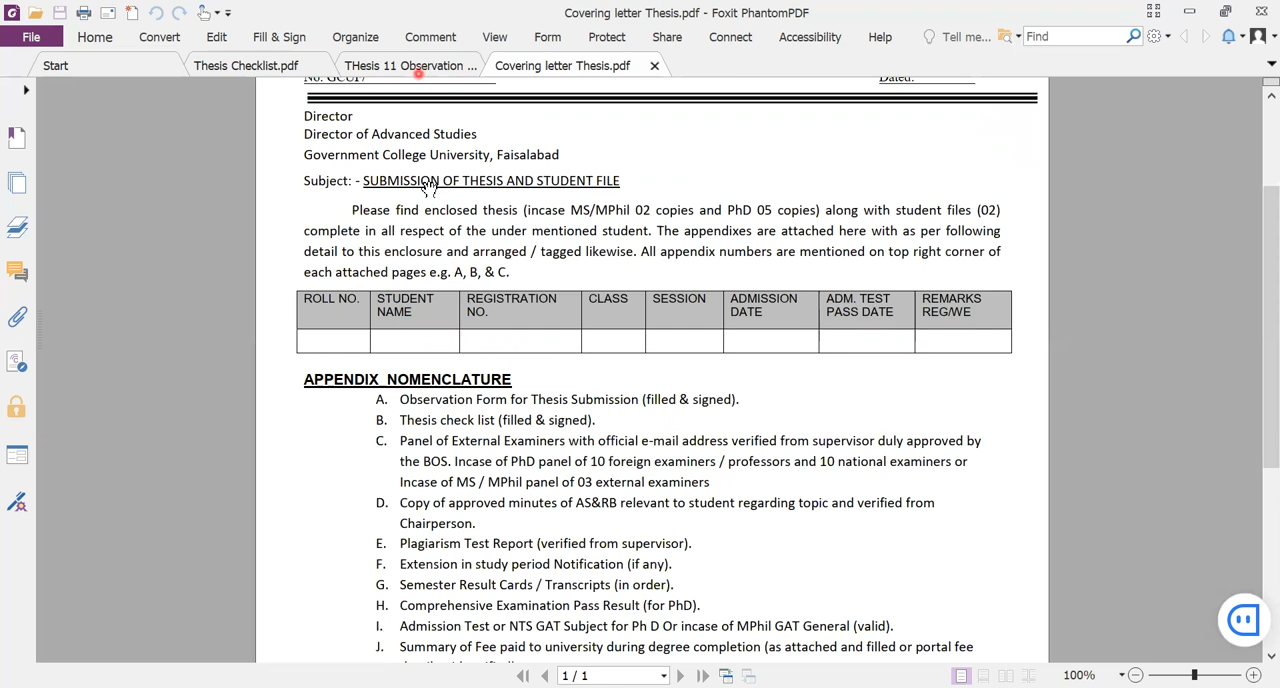 Covering letter Thesis.pdf - Foxit PhantomPDF
File Home Convert Edit Fill & Sign Organize Comment View Form Protect Share Connect Accessibility Help Tell me... Find
Start Thesis Checklist.pdf THesis 11 Observation ... Covering letter Thesis.pdf
No. GCUF/ Dated:
Director
Director of Advanced Studies
Government College University, Faisalabad
Subject: - SUBMISSION OF THESIS AND STUDENT FILE
Please find enclosed thesis (incase MS/MPhil 02 copies and PhD 05 copies) along with student files (02)
complete in all respect of the under mentioned student. The appendixes are attached here with as per following
detail to this enclosure and arranged / tagged likewise. All appendix numbers are mentioned on top right corner of
each attached pages e.g. A, B, & C.
ROLL NO. STUDENT REGISTRATION CLASS SESSION ADMISSION ADM. TEST REMARKS
NAME NO. DATE PASS DATE REG/WE
APPENDIX NOMENCLATURE
A. Observation Form for Thesis Submission (filled & signed).
B. Thesis check list (filled & signed).
C. Panel of External Examiners with official e-mail address verified from supervisor duly approved by
the BOS. Incase of PhD panel of 10 foreign examiners / professors and 10 national examiners or
Incase of MS / MPhil panel of 03 external examiners
D. Copy of approved minutes of AS&RB relevant to student regarding topic and verified from
Chairperson.
E. Plagiarism Test Report (verified from supervisor).
F. Extension in study period Notification (if any).
G. Semester Result Cards / Transcripts (in order).
H. Comprehensive Examination Pass Result (for PhD).
I. Admission Test or NTS GAT Subject for Ph D Or incase of MPhil GAT General (valid).
J. Summary of Fee paid to university during degree completion (as attached and filled or portal fee
1 / 1 100%